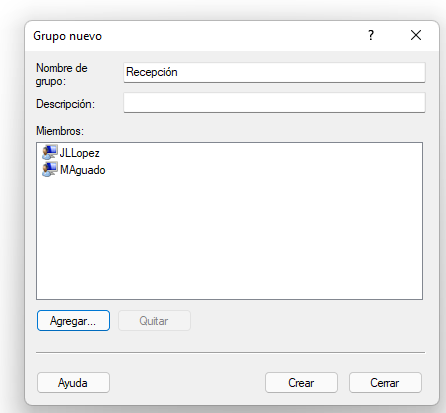 Grupo nuevo
?
Nombre de
grupo:
Recepción
Descripción:
Miembros:
JLLopez
MAguado
Agregar...
Quitar
Ayuda
Crear
Cerrar